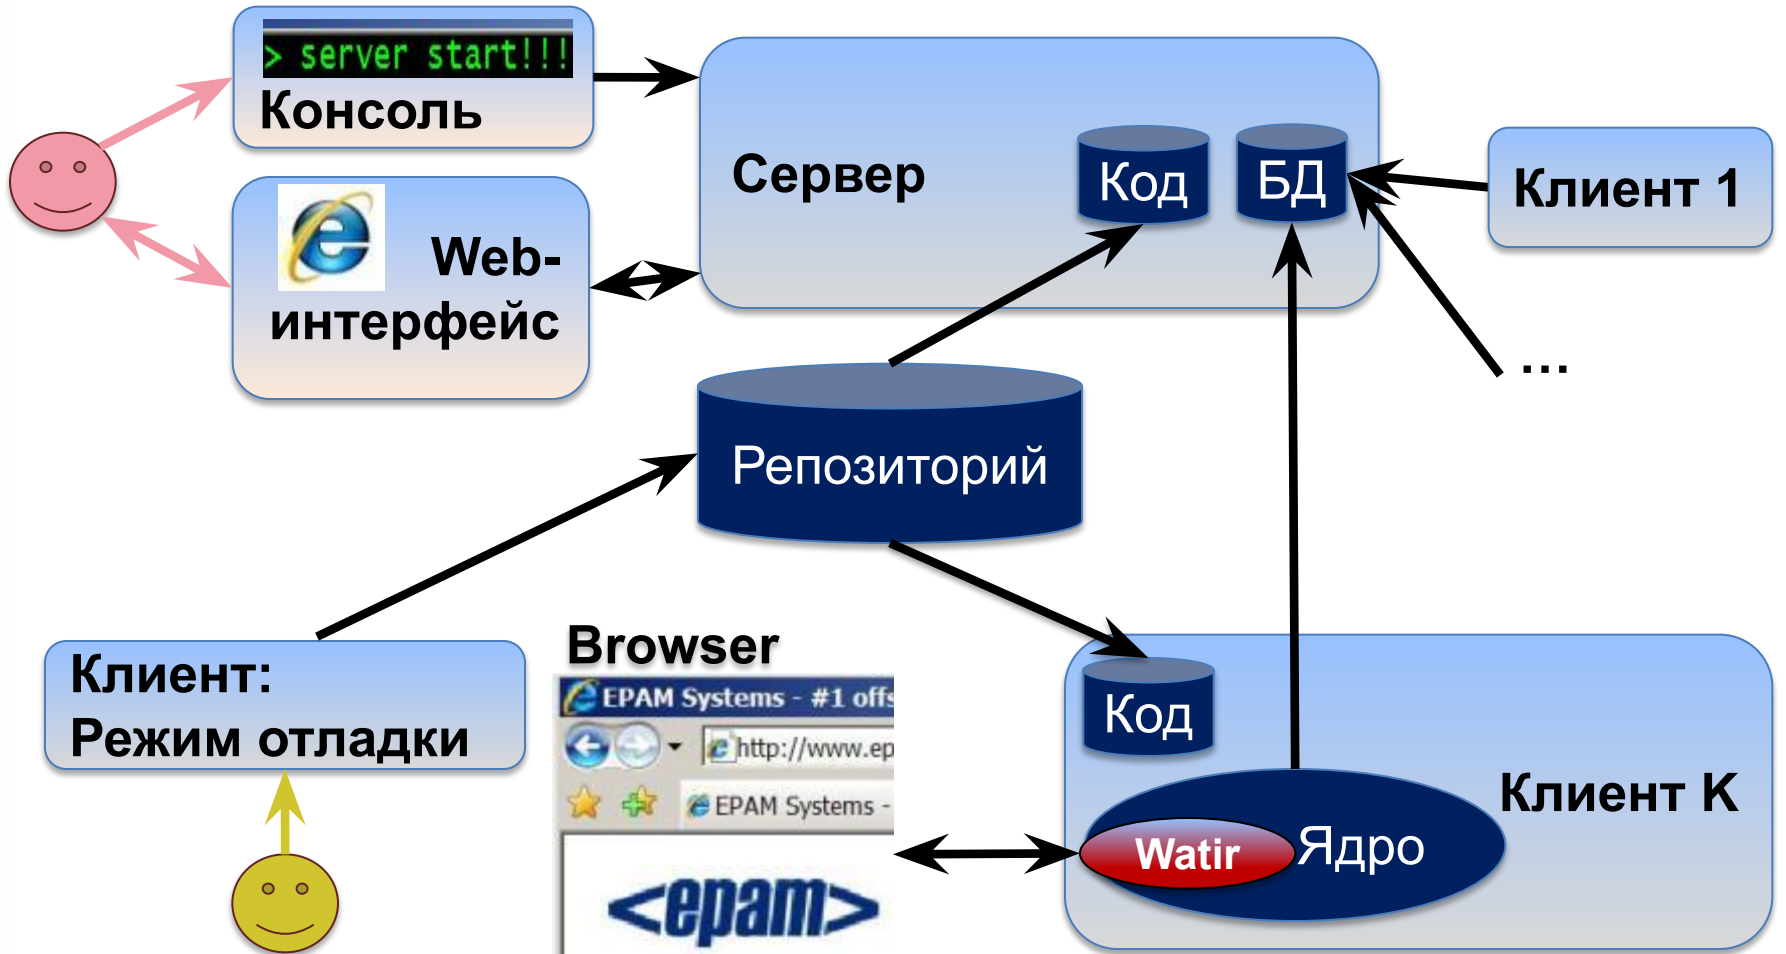 > server start!!!
Консоль
Сервер
Код
БД
Клиент 1
Web-
интерфейс
...
Репозиторий
Клиент:
Режим отладки
Browser
EPAM Systems - #1 offs
http://www.ep
EPAM Systems -
<epam>
Код
Клиент K
Watir
Ядро